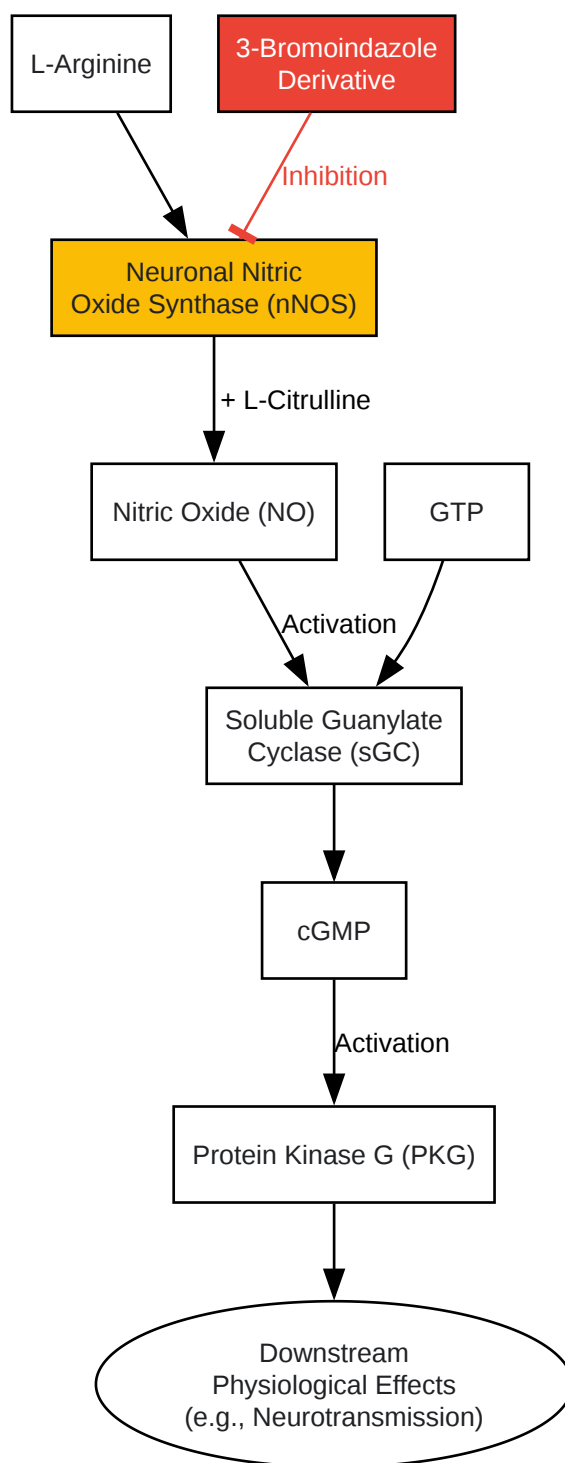 L-Arginine
3-Bromoindazole
Derivative
Inhibition
Neuronal Nitric
Oxide Synthase (nNOS)
+ L-Citrulline
Nitric Oxide (NO)
GTP
Activation
Soluble Guanylate
Cyclase (sGC)
cGMP
Activation
Protein Kinase G (PKG)
Downstream
Physiological Effects
(e.g., Neurotransmission)